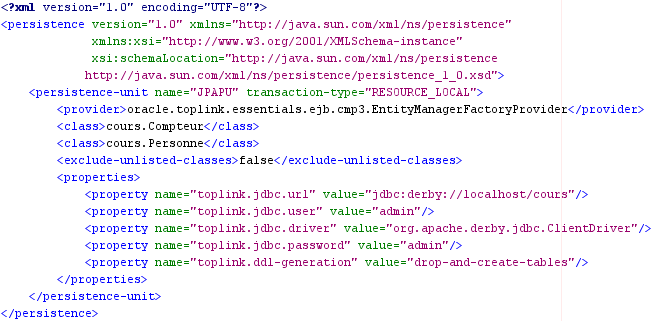 <?xml version="1.0" encoding="UTF-8"?>
<persistence version="1.0" xmlns="http://java.sun.com/xml/ns/persistence"
xmlns:xsi="http://www.w3.org/2001/XMLSchema-instance"
xsi:schemaLocation="http://java.sun.com/xml/ns/persistence
http://java.sun.com/xml/ns/persistence/persistence_1_0.xsd">
<persistence-unit name="JPAPU" transaction-type="RESOURCE_LOCAL">
<provider>oracle.toplink.essentials.ejb.cmp3.EntityManagerFactoryProvider</provider>
<class>cours.Compteur</class>
<class>cours.Personne</class>
<exclude-unlisted-classes>false</exclude-unlisted-classes>
<properties>
<property name="toplink.jdbc.url" value="jdbc:derby://localhost/cours"/>
<property name="toplink.jdbc.user" value="admin"/>
<property name="toplink.jdbc.driver" value="org.apache.derby.jdbc.ClientDriver"/>
<property name="toplink.jdbc.password" value="admin"/>
<property name="toplink.ddl-generation" value="drop-and-create-tables"/>
</properties>
</persistence-unit>
</persistence>